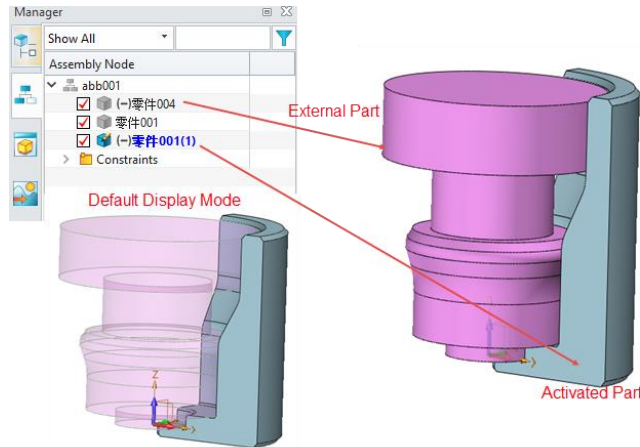 Manager
Show All
Assembly Node
abb001
(-)零件004
零件001
(-)零件001(1)
Constraints
External Part
Default Display Mode
Z
Activated Part